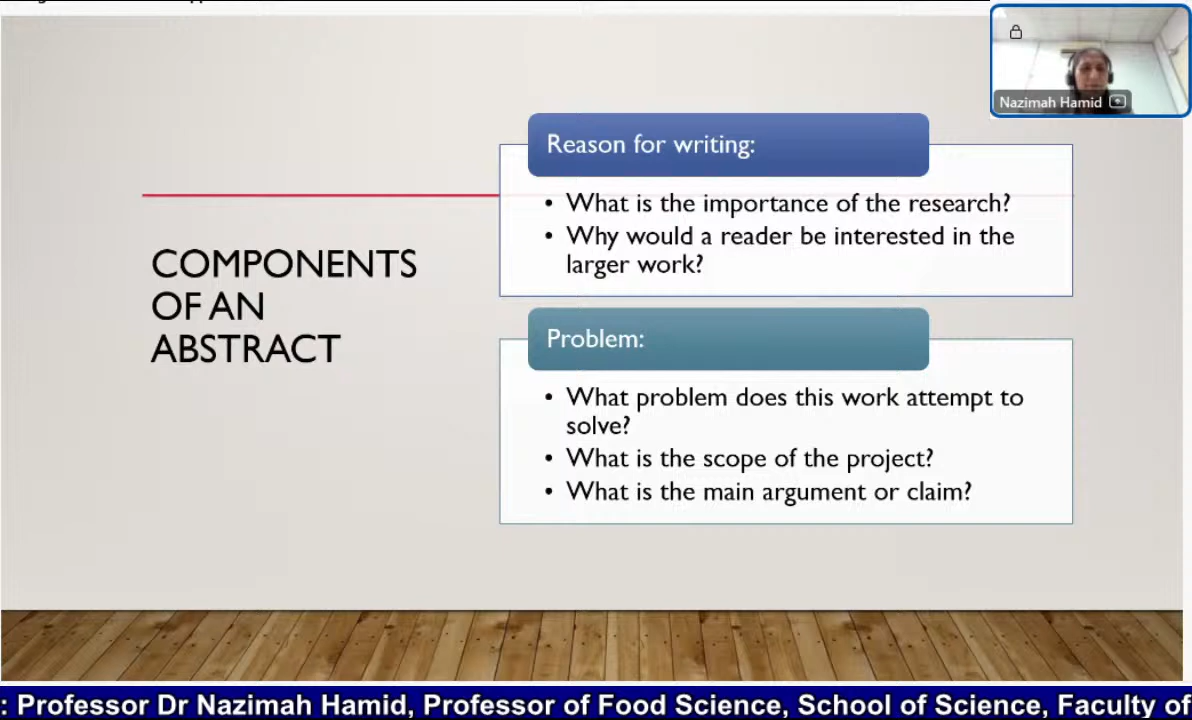 Nazimah Hamid
Reason for writing:
• What is the importance of the research?
• Why would a reader be interested in the
larger work?
COMPONENTS
OF AN
ABSTRACT
Problem:
• What problem does this work attempt to
solve?
• What is the scope of the project?
• What is the main argument or claim?
: Professor Dr Nazimah Hamid, Professor of Food Science, School of Science, Faculty of